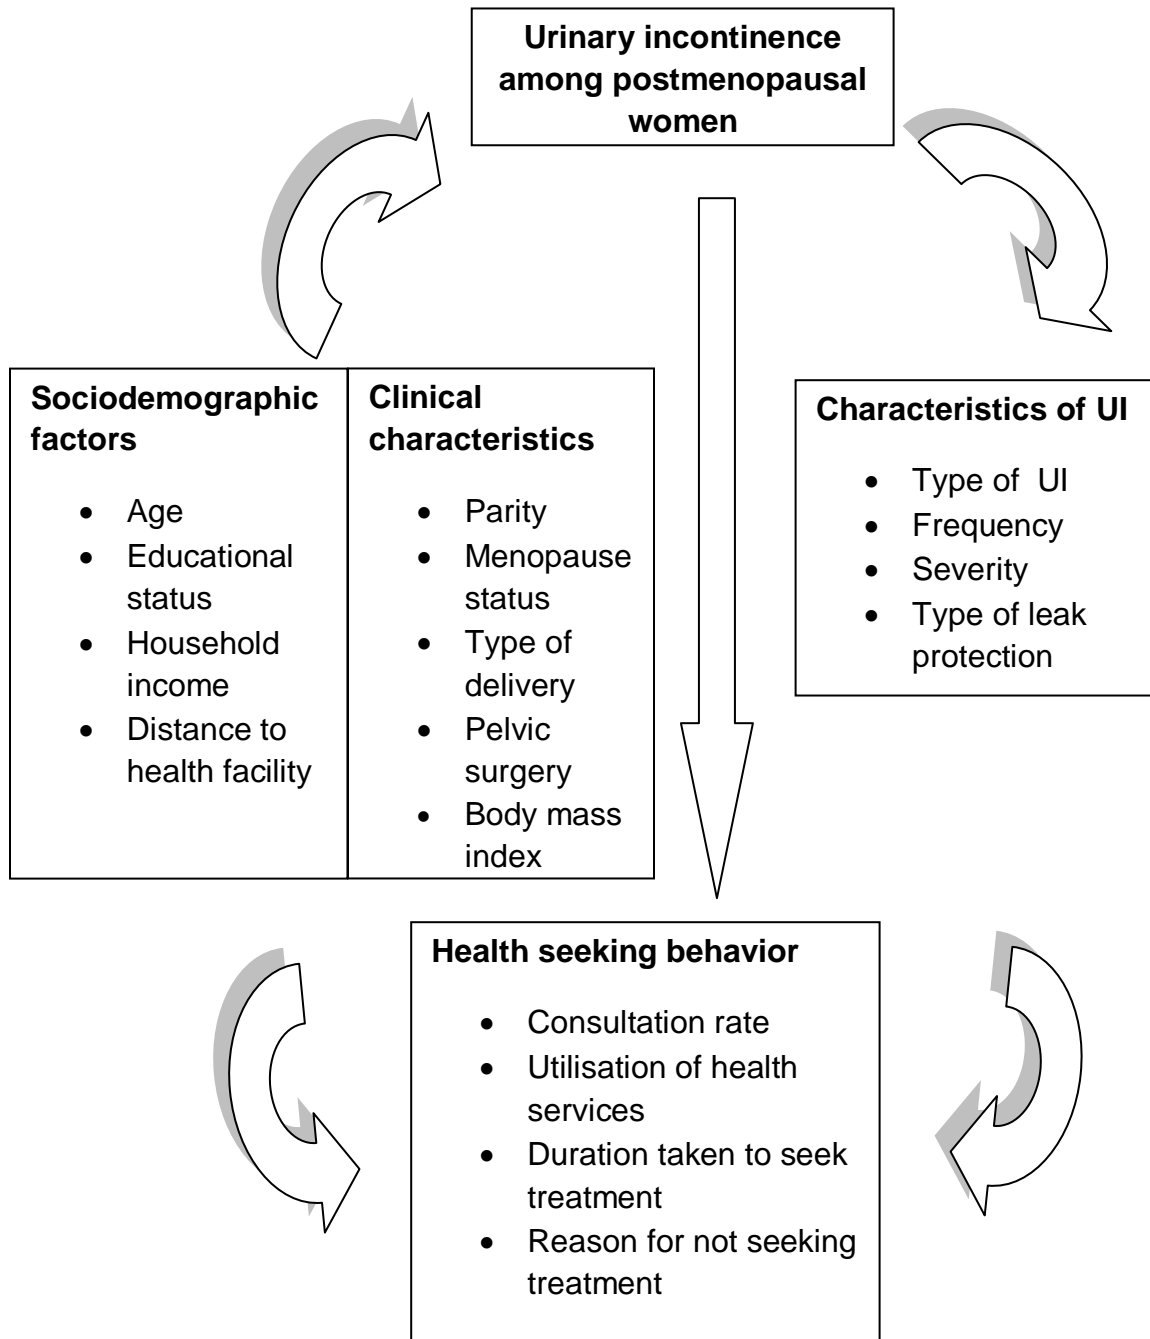 Urinary incontinence
among postmenopausal
women
Sociodemographic
factors
• Age
• Educational
status
• Household
income
• Distance to
health facility
Clinical
characteristics
• Parity
• Menopause
status
• Type of
delivery
• Pelvic
surgery
• Body mass
index
Characteristics of UI
• Type of  UI
• Frequency
• Severity
• Type of leak
protection
Health seeking behavior
• Consultation rate
• Utilisation of health
services
• Duration taken to seek
treatment
• Reason for not seeking
treatment